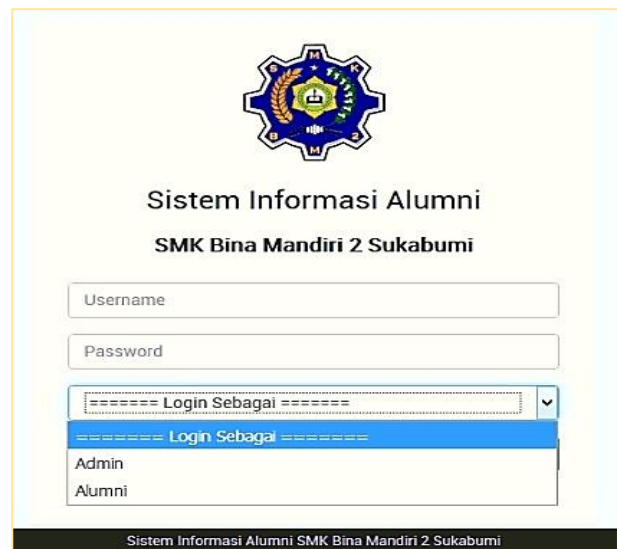 S M K
B M 2
Sistem Informasi Alumni
SMK Bina Mandiri 2 Sukabumi
Username
Password
======= Login Sebagai =======
======= Login Sebagai =======
Admin
Alumni
Sistem Informasi Alumni SMK Bina Mandiri 2 Sukabumi